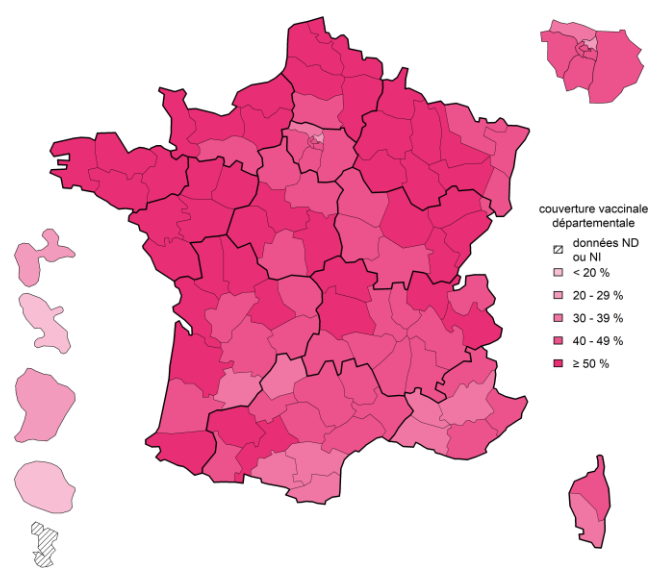 couverture vaccinale
départementale
données ND
ou NI
< 20 %
20 - 29 %
30 - 39 %
40 - 49 %
≥ 50 %